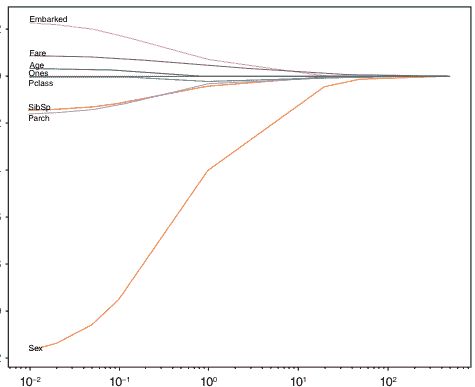 Embarked
Fare
Age
Ones
Pclass
SibSp
Parch
Sex
10⁻² 10⁻¹ 10⁰ 10¹ 10²